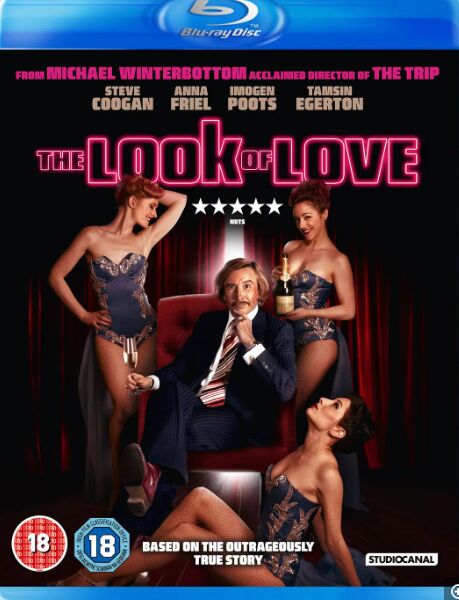 Blu-ray Disc
FROM MICHAEL WINTERBOTTOM ACCLAIMED DIRECTOR OF THE TRIP
STEVE COOGAN
ANNA FRIEL
IMOGEN POOTS
TAMSIN EGERTON
THE LOOK OF LOVE
★★★★★
NUTS
18
18
BASED ON THE OUTRAGEOUSLY
TRUE STORY
STUDIOCANAL